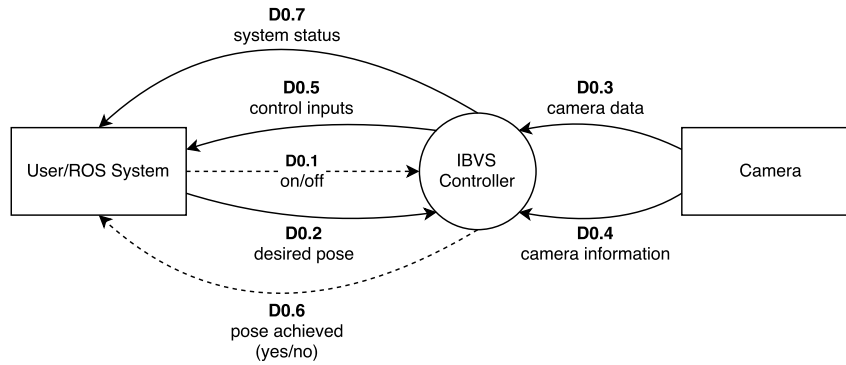 D0.7
system status
D0.5
control inputs
D0.3
camera data
User/ROS System
D0.1
on/off
IBVS
Controller
Camera
D0.2
desired pose
D0.4
camera information
D0.6
pose achieved
(yes/no)